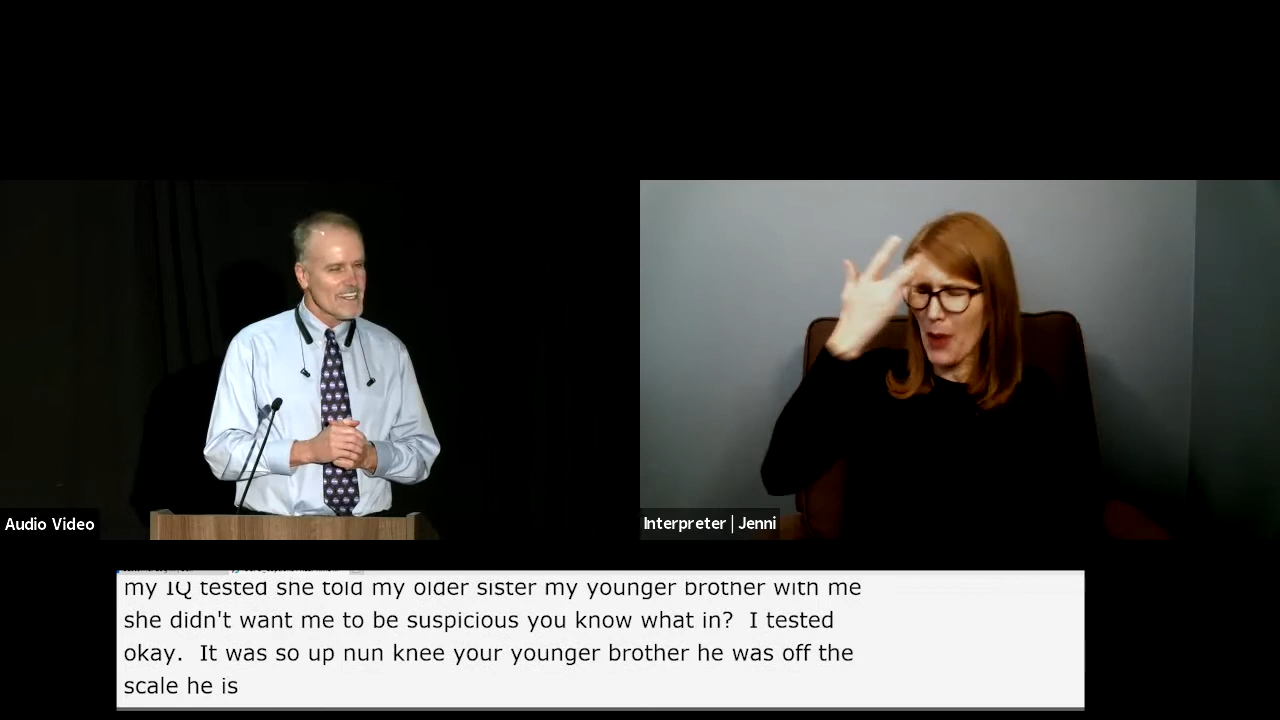 Audio Video
Interpreter | Jenni
my IQ tested she told my older sister my younger brother with me
she didn't want me to be suspicious you know what in?  I tested
okay.  It was so up nun knee your younger brother he was off the
scale he is